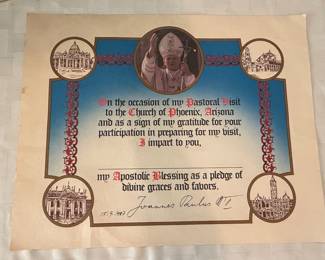 On the occasion of my Pastoral Visit
to the Church of Phoenix, Arizona
and as a sign of my gratitude for your
participation in preparing for my visit,
I impart to you,
my Apostolic Blessing as a pledge of
divine graces and favors.
Joannes Paulus II